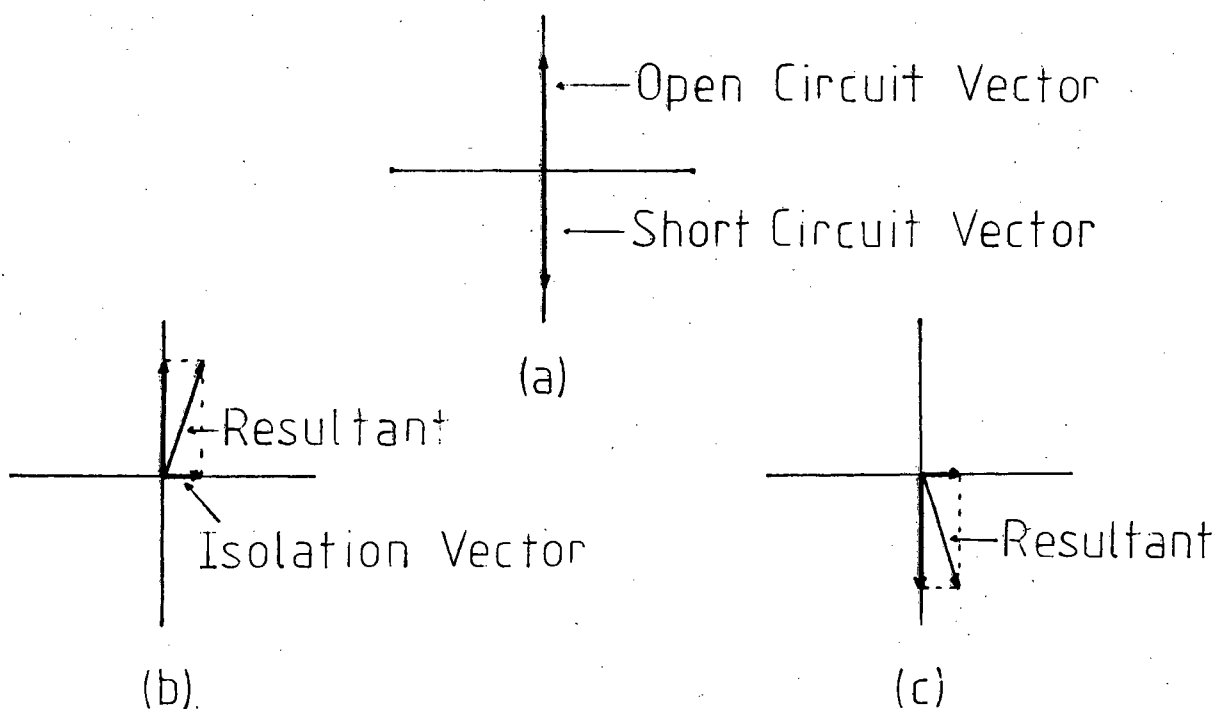 Open Circuit Vector
Short Circuit Vector
(a)
Resultant
Isolation Vector
(b)
Resultant
(c)